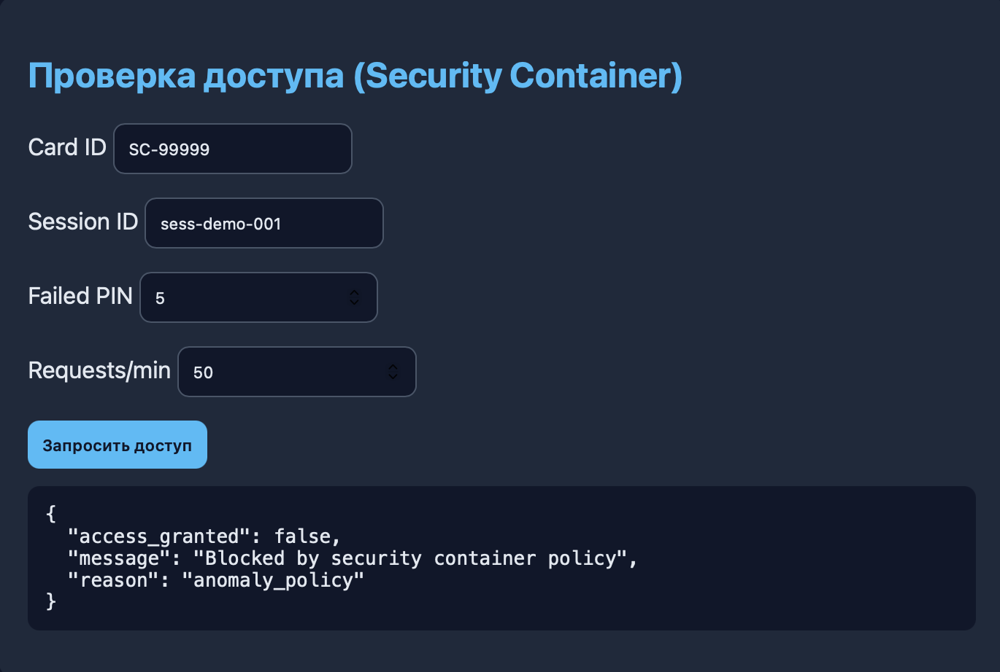 Проверка доступа (Security Container)
Card ID SC-99999
Session ID sess-demo-001
Failed PIN 5
Requests/min 50
Запросить доступ
{
  "access_granted": false,
  "message": "Blocked by security container policy",
  "reason": "anomaly_policy"
}